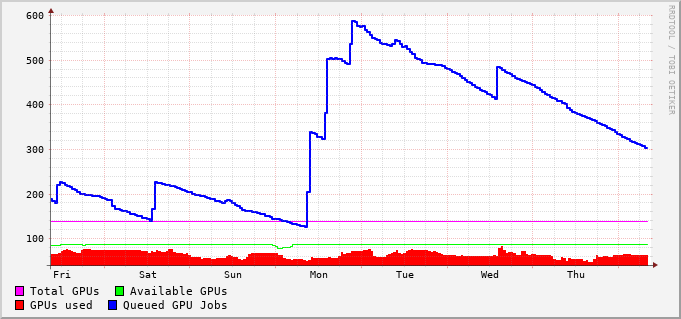 600
500
400
300
200
100
Fri Sat Sun Mon Tue Wed Thu
Total GPUs Available GPUs
GPUs used Queued GPU Jobs
RRDTOOL / TOBI OETIKER